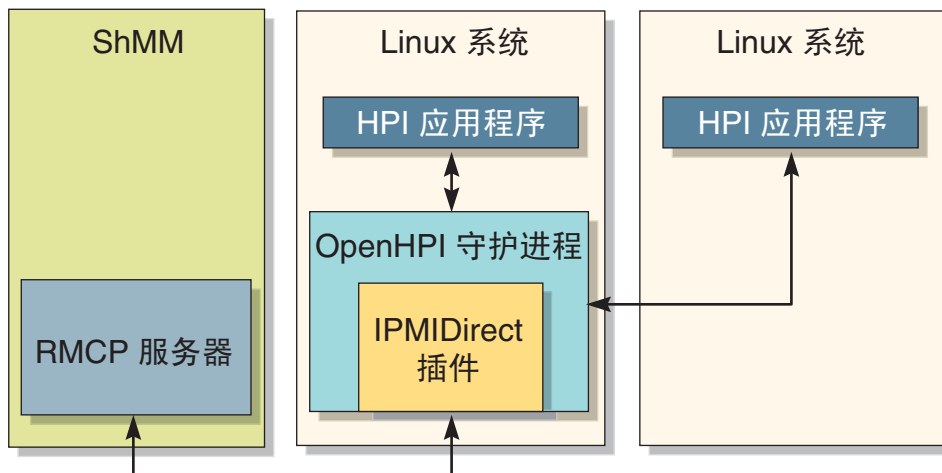 ShMM
RMCP 服务器
Linux 系统
HPI 应用程序
OpenHPI 守护进程
IPMIDirect
插件
Linux 系统
HPI 应用程序